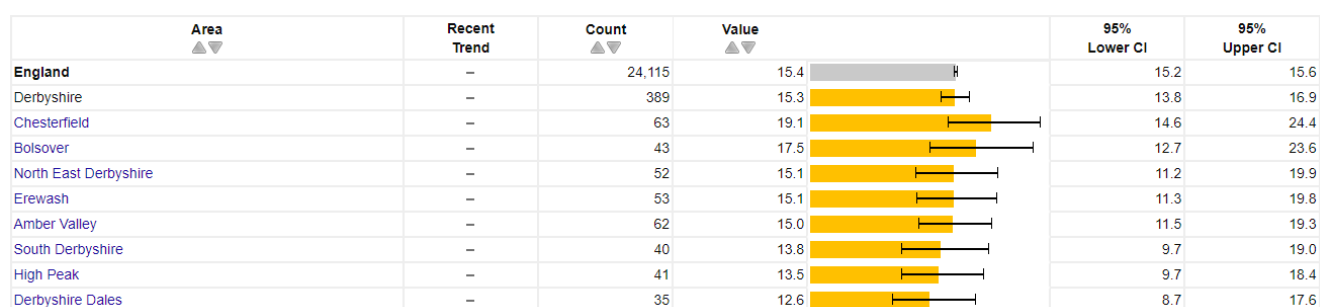 Area Recent Trend Count Value 95% Lower CI 95% Upper CI
England – 24,115 15.4 15.2 15.6
Derbyshire – 389 15.3 13.8 16.9
Chesterfield – 63 19.1 14.6 24.4
Bolsover – 43 17.5 12.7 23.6
North East Derbyshire – 52 15.1 11.2 19.9
Erewash – 53 15.1 11.3 19.8
Amber Valley – 62 15.0 11.5 19.3
South Derbyshire – 40 13.8 9.7 19.0
High Peak – 41 13.5 9.7 18.4
Derbyshire Dales – 35 12.6 8.7 17.6